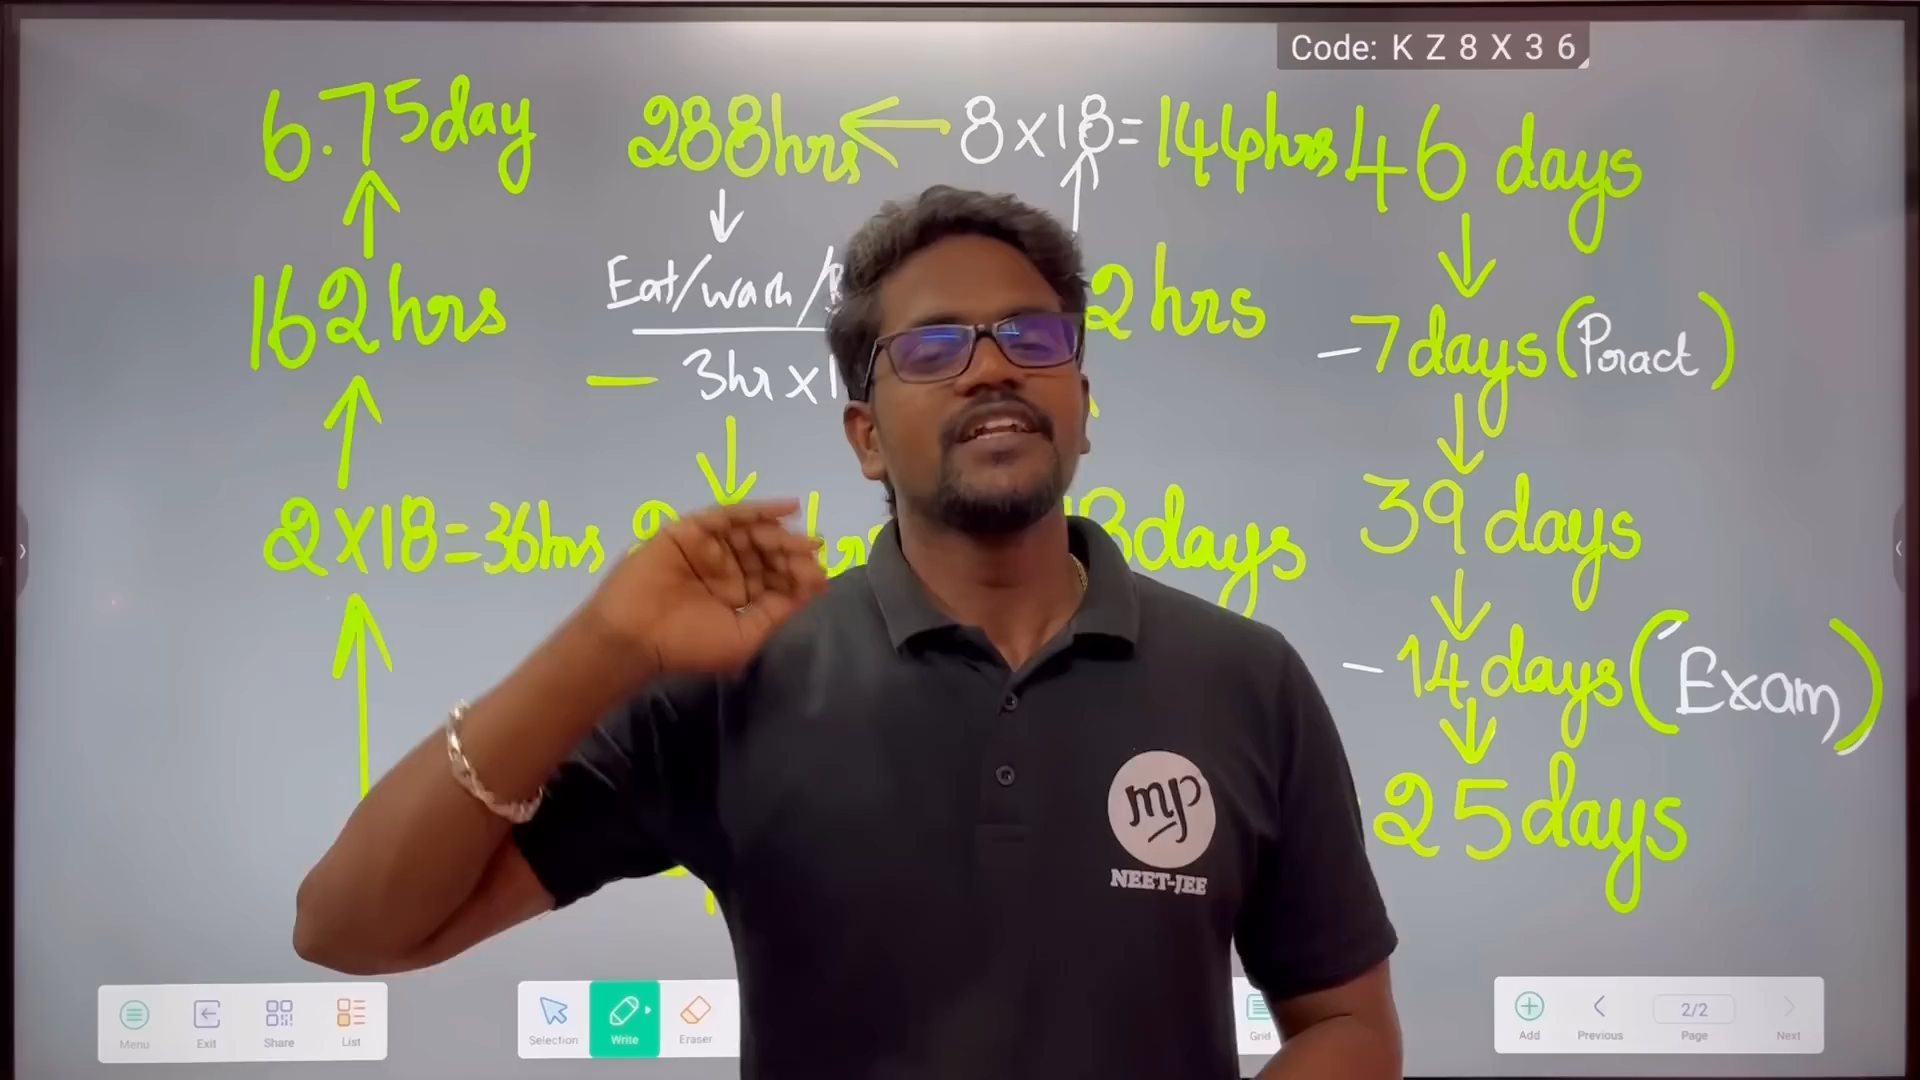 Code: K Z 8 X 3 6
6.75day
288hrs
8x18=144hrs
46 days
Eat/wash/
162hrs
2hrs
-7days (Pract)
- 3hr x1
2x18=36hrs
days
39 days
-14 days (Exam)
25days
mp
NEET-JEE
Menu
Exit
Share
List
Selection
Write
Eraser
Grid
Add
Previous
2/2
Page
Next